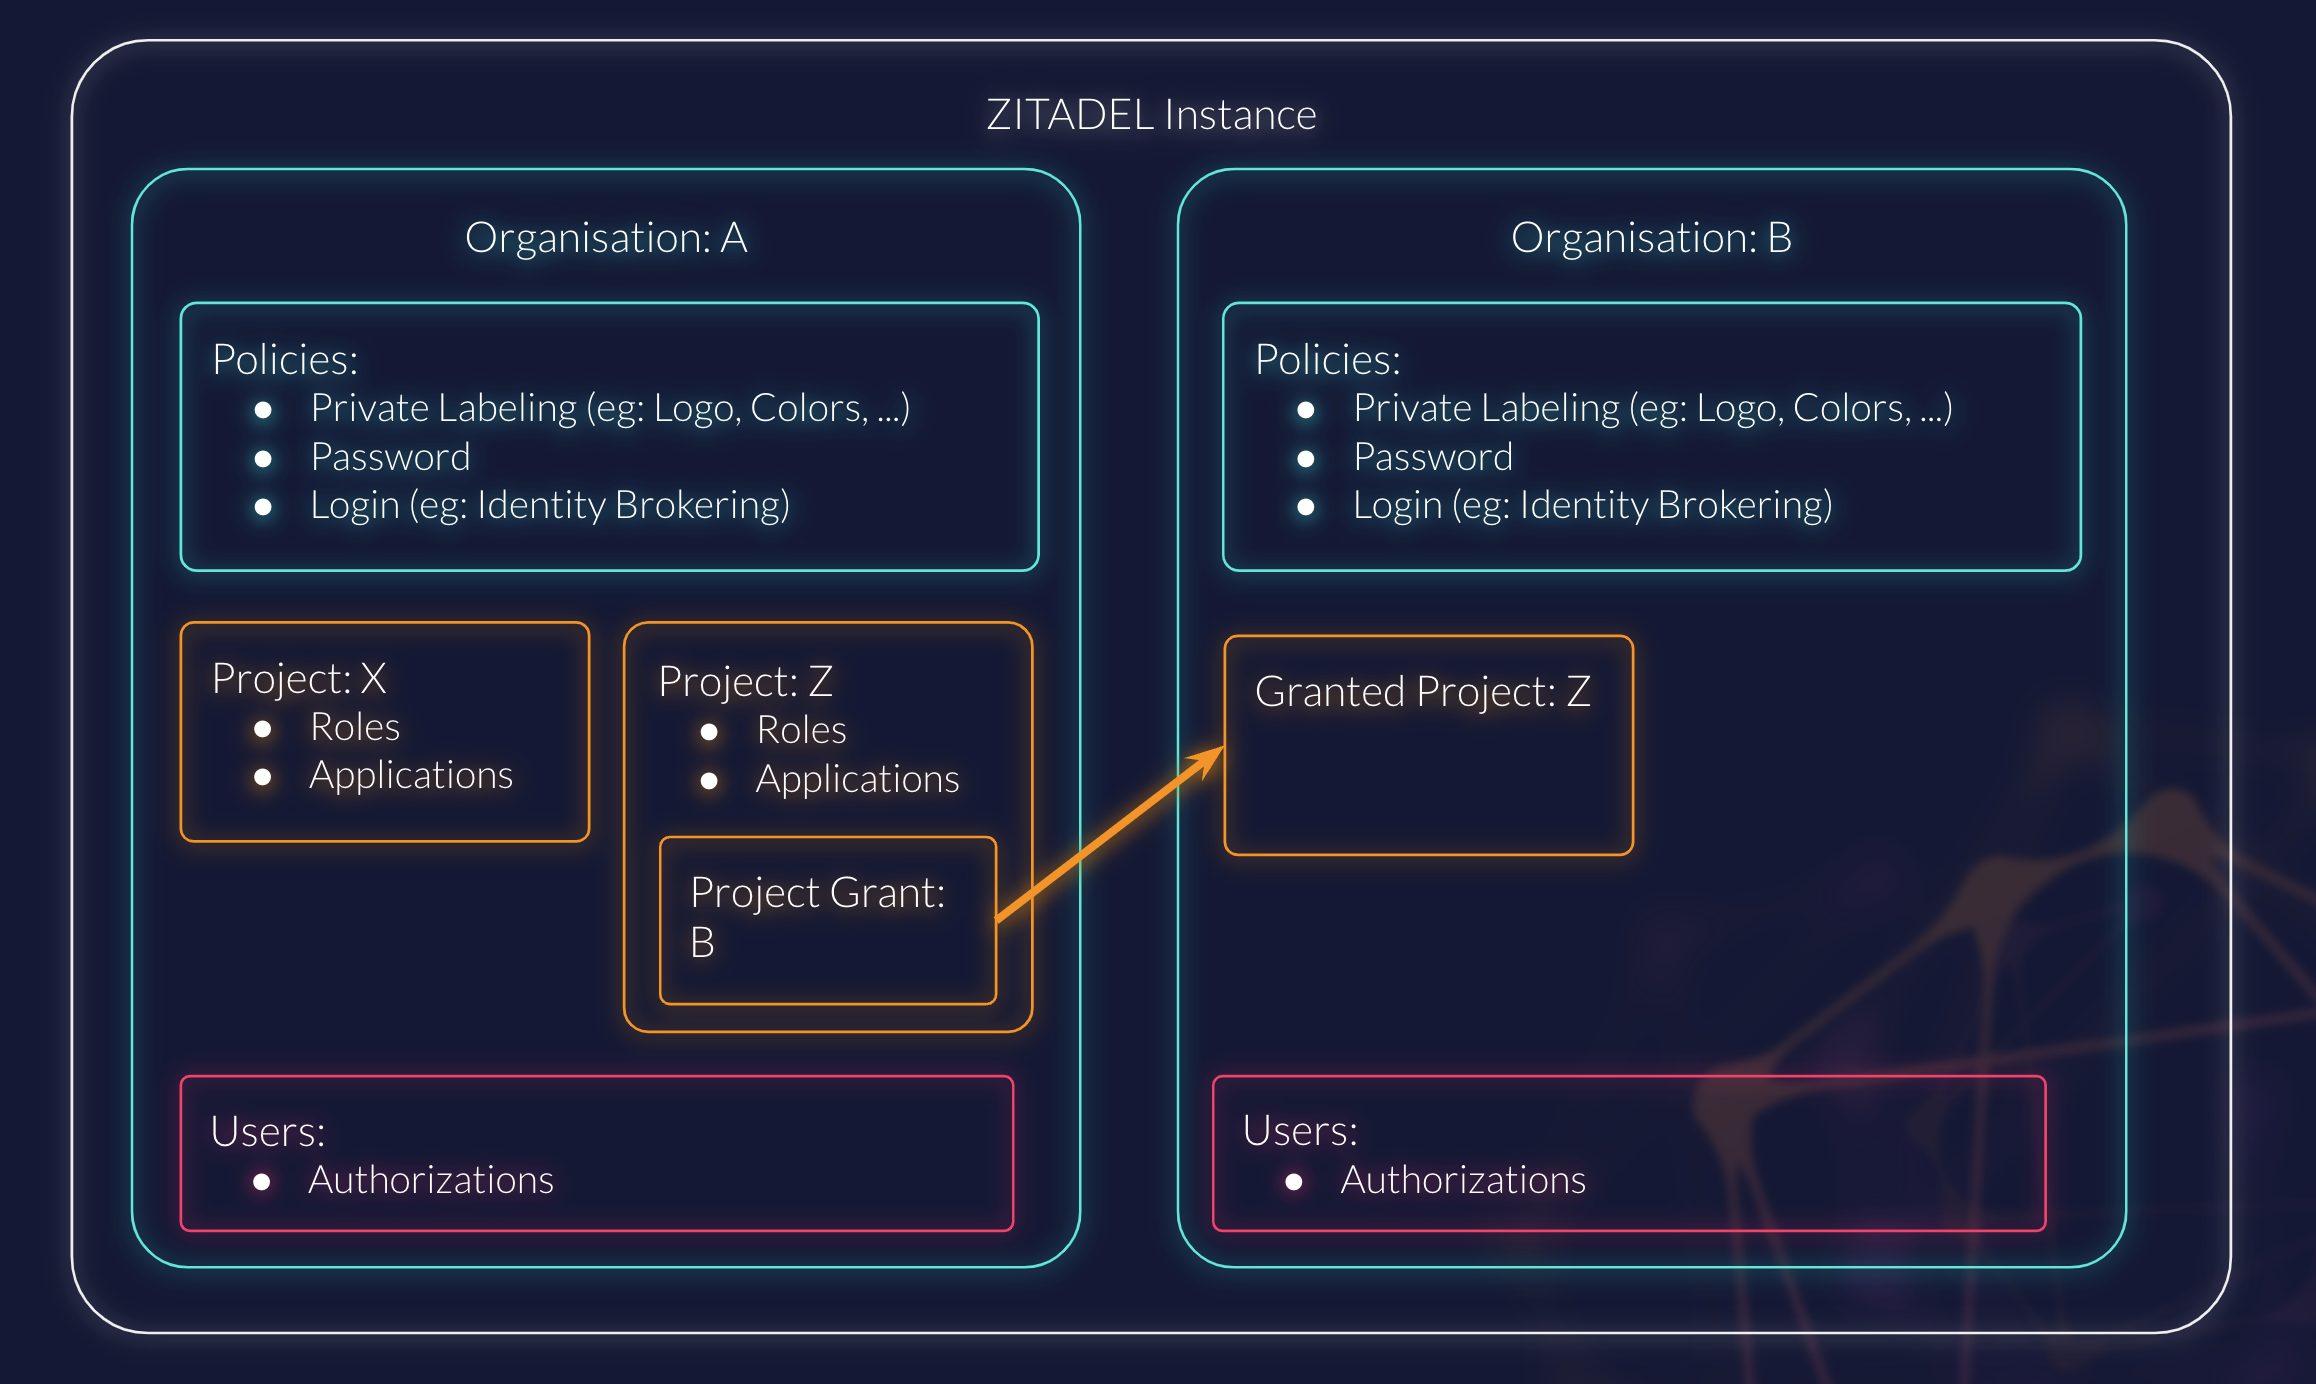 ZITADEL Instance
Organisation: A
Policies:
● Private Labeling (eg: Logo, Colors, ...)
● Password
● Login (eg: Identity Brokering)
Project: X
● Roles
● Applications
Project: Z
● Roles
● Applications
Project Grant:
B
Users:
● Authorizations
Organisation: B
Policies:
● Private Labeling (eg: Logo, Colors, ...)
● Password
● Login (eg: Identity Brokering)
Granted Project: Z
Users:
● Authorizations